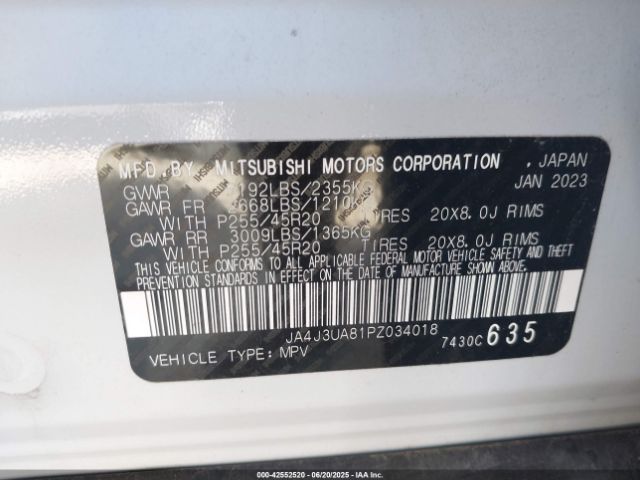 MFD. BY. MITSUBISHI MOTORS CORPORATION . JAPAN
JAN 2023
GVWR 192LBS/2355KG
GAWR FR 668LBS/1210KG
WITH P255/45R20 TIRES 20X8.0J RIMS
GAWR RR 3009LBS/1365KG
WITH P255/45R20 TIRES 20X8.0J RIMS
THIS VEHICLE CONFORMS TO ALL APPLICABLE FEDERAL MOTOR VEHICLE SAFETY AND THEFT
PREVENTION STANDARDS IN EFFECT ON THE DATE OF MANUFACTURE SHOWN ABOVE.
JA4J3UA81PZ034018
7430C 635
VEHICLE TYPE: MPV
000-42552520 | 06/20/2025 | IAA, Inc.